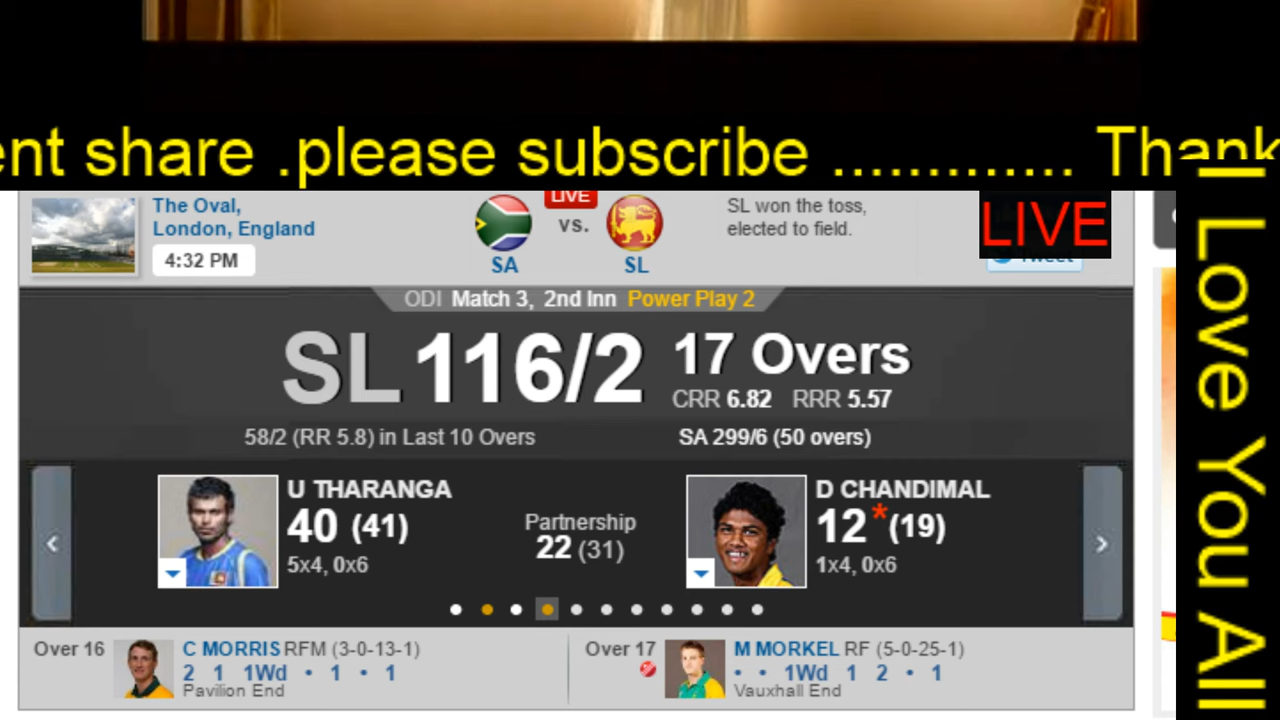 ent share .please subscribe ............. Thank
I Love You All
The Oval,
London, England
4:32 PM
LIVE
vs.
SA
SL
SL won the toss,
elected to field.
LIVE
Tweet
ODI Match 3, 2nd Inn Power Play 2
SL 116/2
17 Overs
CRR 6.82 RRR 5.57
58/2 (RR 5.8) in Last 10 Overs
SA 299/6 (50 overs)
U THARANGA
40 (41)
5x4, 0x6
Partnership
22 (31)
D CHANDIMAL
12*(19)
1x4, 0x6
Over 16
C MORRIS RFM (3-0-13-1)
2 1 1Wd • 1 • 1
Pavilion End
Over 17
M MORKEL RF (5-0-25-1)
• • 1Wd 1 2 • 1
Vauxhall End